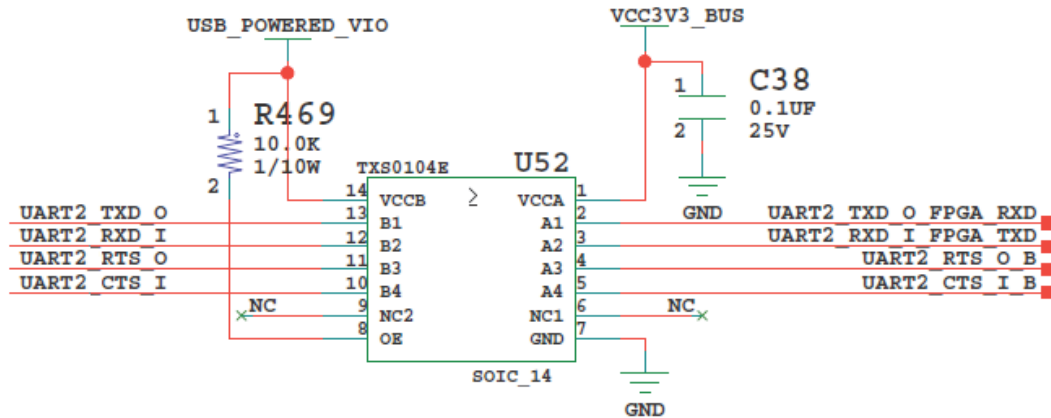 USB_POWERED_VIO
VCC3V3_BUS
1
R469
10.0K
1/10W
2
1
C38
0.1UF
25V
2
TXS0104E
U52
14 VCCB ≥ VCCA 1
GND
UART2_TXD_O 13 B1 A1 2 UART2_TXD_O_FPGA_RXD
UART2_RXD_I 12 B2 A2 3 UART2_RXD_I_FPGA_TXD
UART2_RTS_O 11 B3 A3 4 UART2_RTS_O_B
UART2_CTS_I 10 B4 A4 5 UART2_CTS_I_B
NC 9 NC2 NC1 6 NC
8 OE GND 7
SOIC_14
GND